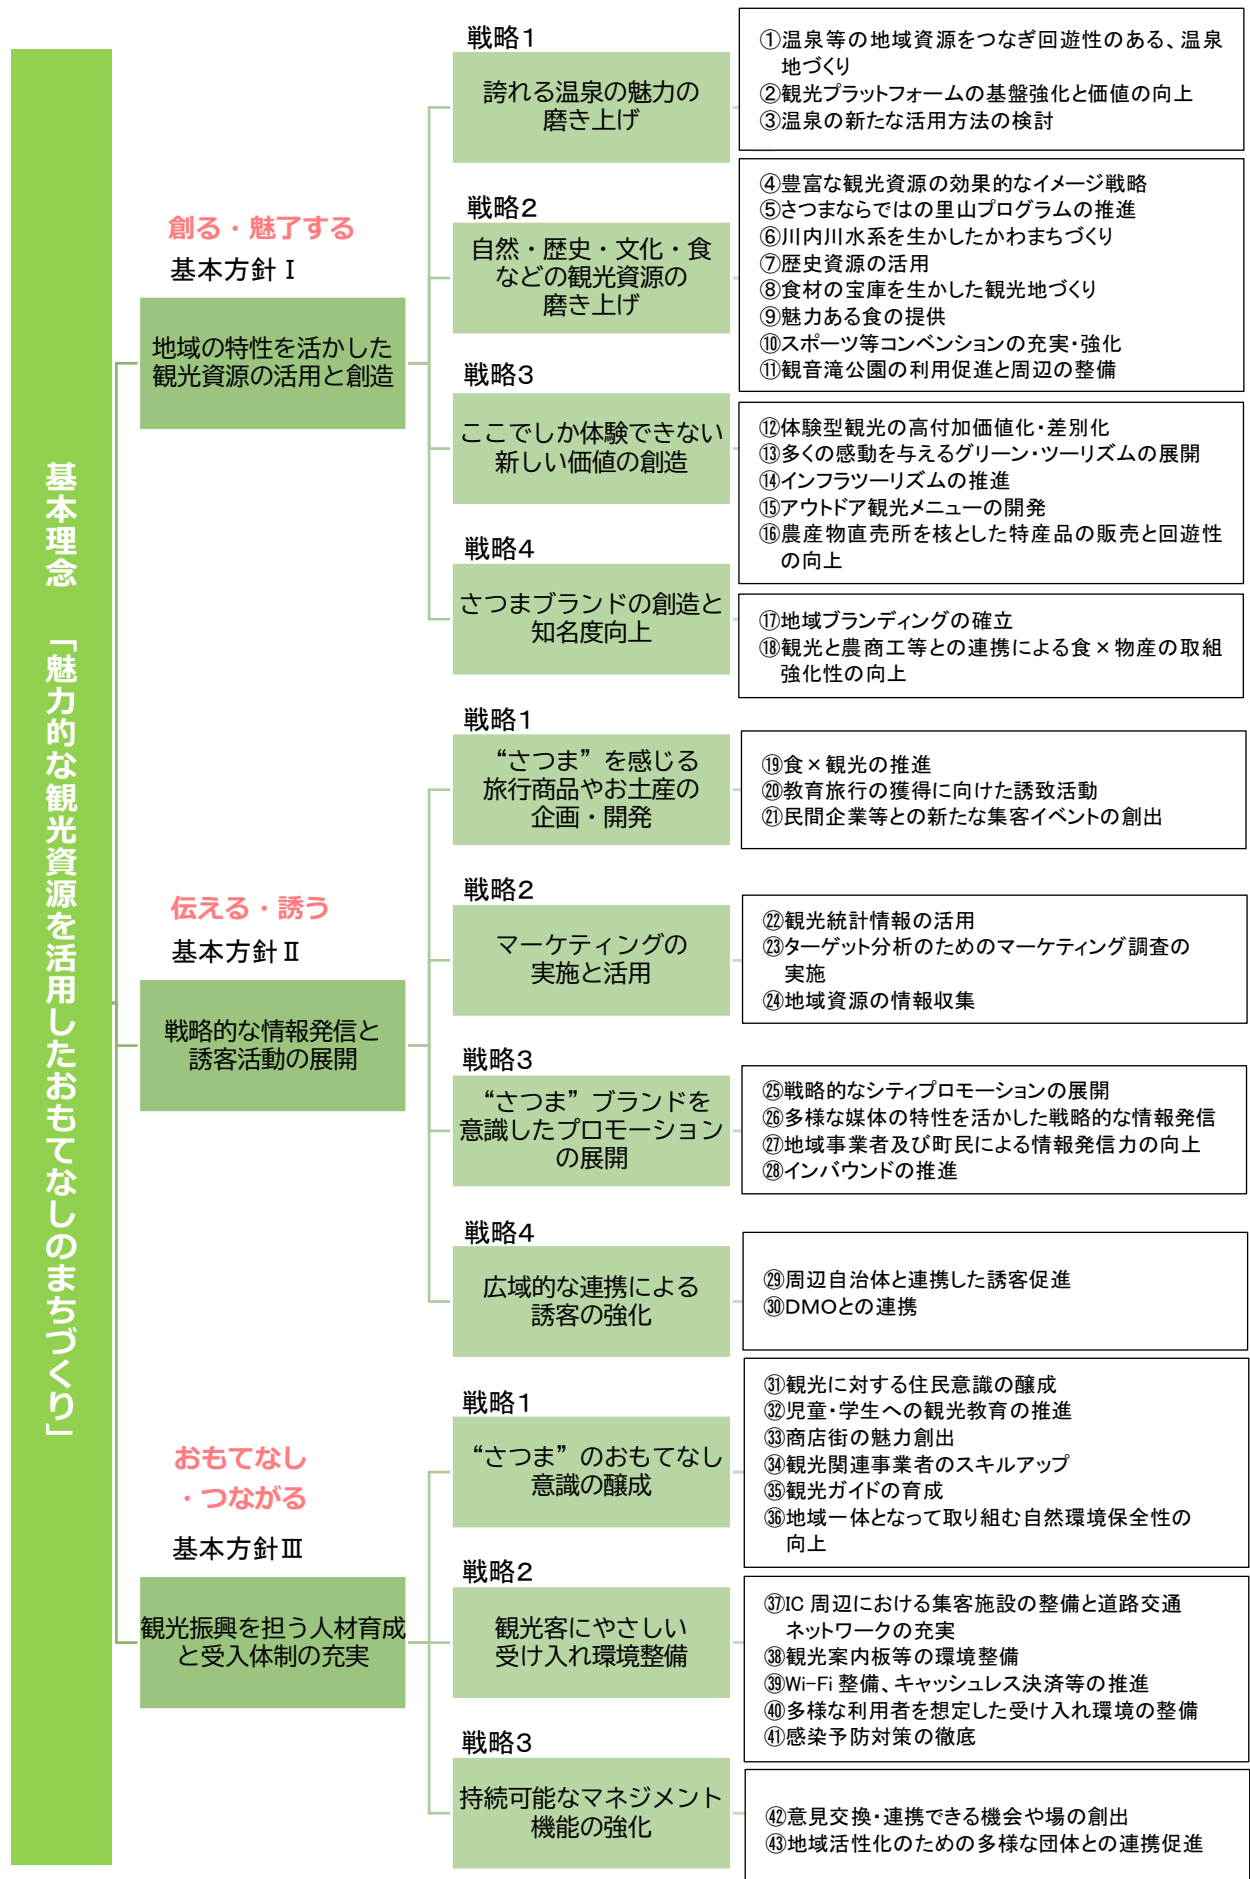 基本理念 「魅力的な観光資源を活用したおもてなしのまちづくり」
創る・魅了する
基本方針Ⅰ
地域の特性を活かした
観光資源の活用と創造
戦略1
誇れる温泉の魅力の
磨き上げ
①温泉等の地域資源をつなぎ回遊性のある、温泉
地づくり
②観光プラットフォームの基盤強化と価値の向上
③温泉の新たな活用方法の検討
戦略2
自然・歴史・文化・食
などの観光資源の
磨き上げ
④豊富な観光資源の効果的なイメージ戦略
⑤さつまならではの里山プログラムの推進
⑥川内川水系を生かしたかわまちづくり
⑦歴史資源の活用
⑧食材の宝庫を生かした観光地づくり
⑨魅力ある食の提供
⑩スポーツ等コンベンションの充実・強化
⑪観音滝公園の利用促進と周辺の整備
戦略3
ここでしか体験できない
新しい価値の創造
⑫体験型観光の高付加価値化・差別化
⑬多くの感動を与えるグリーン・ツーリズムの展開
⑭インフラツーリズムの推進
⑮アウトドア観光メニューの開発
⑯農産物直売所を核とした特産品の販売と回遊性
の向上
戦略4
さつまブランドの創造と
知名度向上
⑰地域ブランディングの確立
⑱観光と農商工等との連携による食×物産の取組
強化性の向上
伝える・誘う
基本方針Ⅱ
戦略的な情報発信と
誘客活動の展開
戦略1
“さつま”を感じる
旅行商品やお土産の
企画・開発
⑲食×観光の推進
⑳教育旅行の獲得に向けた誘致活動
㉑民間企業等との新たな集客イベントの創出
戦略2
マーケティングの
実施と活用
㉒観光統計情報の活用
㉓ターゲット分析のためのマーケティング調査の
実施
㉔地域資源の情報収集
戦略3
“さつま”ブランドを
意識したプロモーション
の展開
㉕戦略的なシティプロモーションの展開
㉖多様な媒体の特性を活かした戦略的な情報発信
㉗地域事業者及び町民による情報発信力の向上
㉘インバウンドの推進
戦略4
広域的な連携による
誘客の強化
㉙周辺自治体と連携した誘客促進
㉚DMOとの連携
おもてなし
・つながる
基本方針Ⅲ
観光振興を担う人材育成
と受入体制の充実
戦略1
“さつま”のおもてなし
意識の醸成
㉛観光に対する住民意識の醸成
㉜児童・学生への観光教育の推進
㉝商店街の魅力創出
㉞観光関連事業者のスキルアップ
㉟観光ガイドの育成
㊱地域一体となって取り組む自然環境保全性の
向上
戦略2
観光客にやさしい
受け入れ環境整備
㊲IC 周辺における集客施設の整備と道路交通
ネットワークの充実
㊳観光案内板等の環境整備
㊴Wi-Fi 整備、キャッシュレス決済等の推進
㊵多様な利用者を想定した受け入れ環境の整備
㊶感染予防対策の徹底
戦略3
持続可能なマネジメント
機能の強化
㊷意見交換・連携できる機会や場の創出
㊸地域活性化のための多様な団体との連携促進